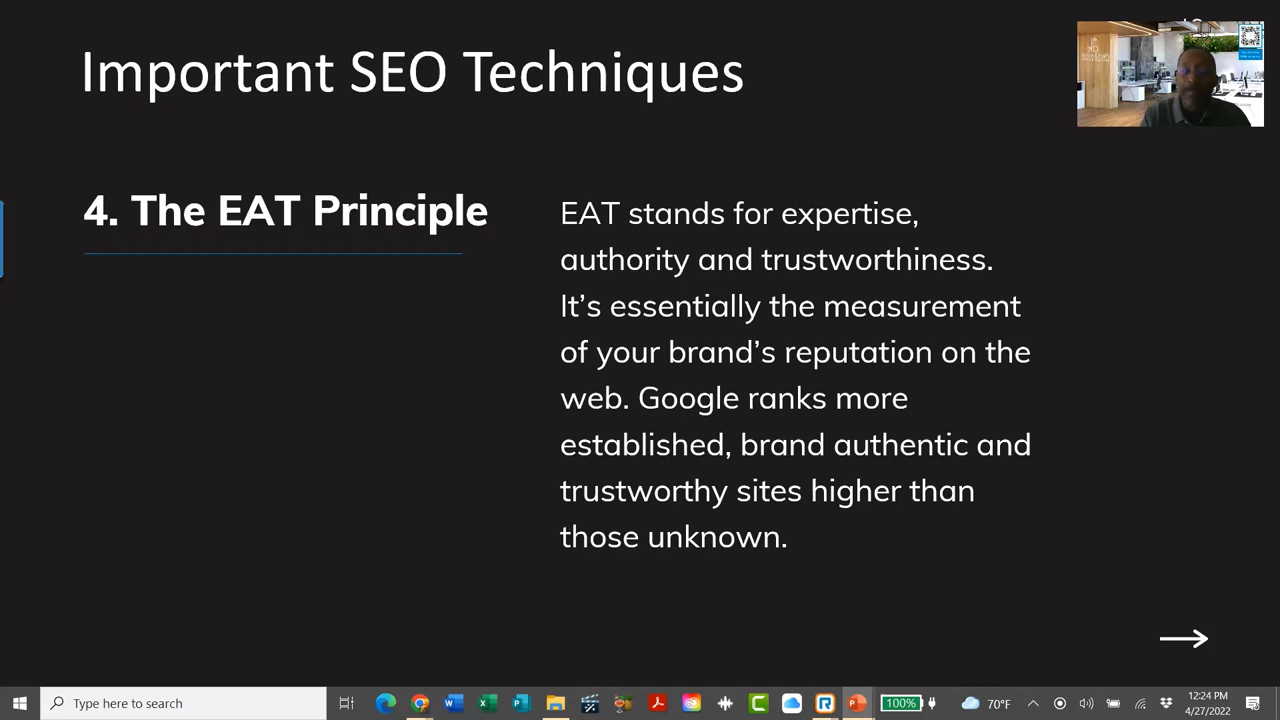 Important SEO Techniques
4. The EAT Principle
EAT stands for expertise,
authority and trustworthiness.
It’s essentially the measurement
of your brand’s reputation on the
web. Google ranks more
established, brand authentic and
trustworthy sites higher than
those unknown.
Type here to search
100%
70°F
12:24 PM
4/27/2022